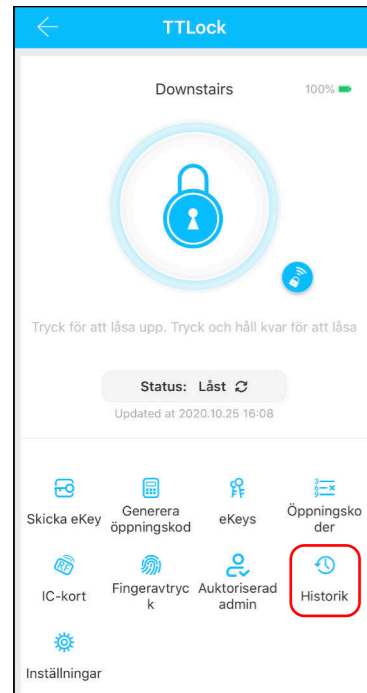 TTLock
Downstairs
100%
Tryck för att låsa upp. Tryck och håll kvar för att låsa
Status: Låst
Updated at 2020.10.25 16:08
Skicka eKey
Generera
öppningskod
eKeys
Öppningsko
der
IC-kort
Fingeravtryc
k
Auktoriserad
admin
Historik
Inställningar